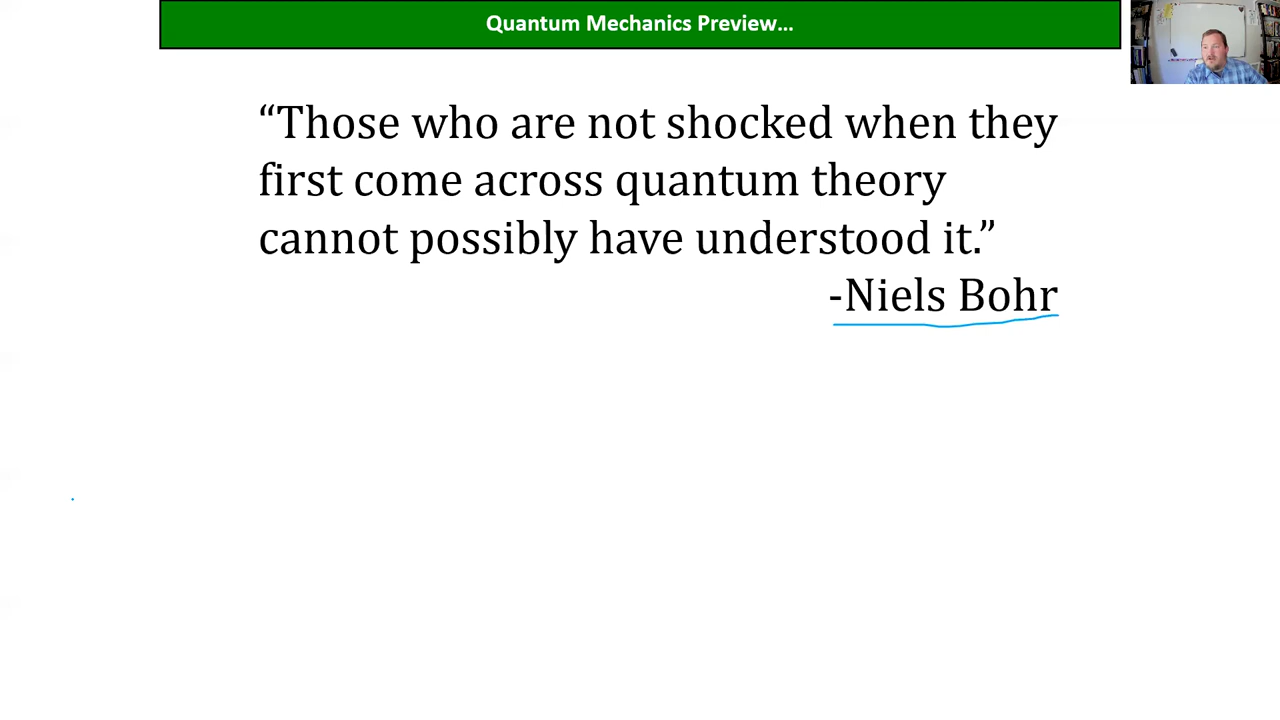 Quantum Mechanics Preview…
“Those who are not shocked when they
first come across quantum theory
cannot possibly have understood it.”
-Niels Bohr